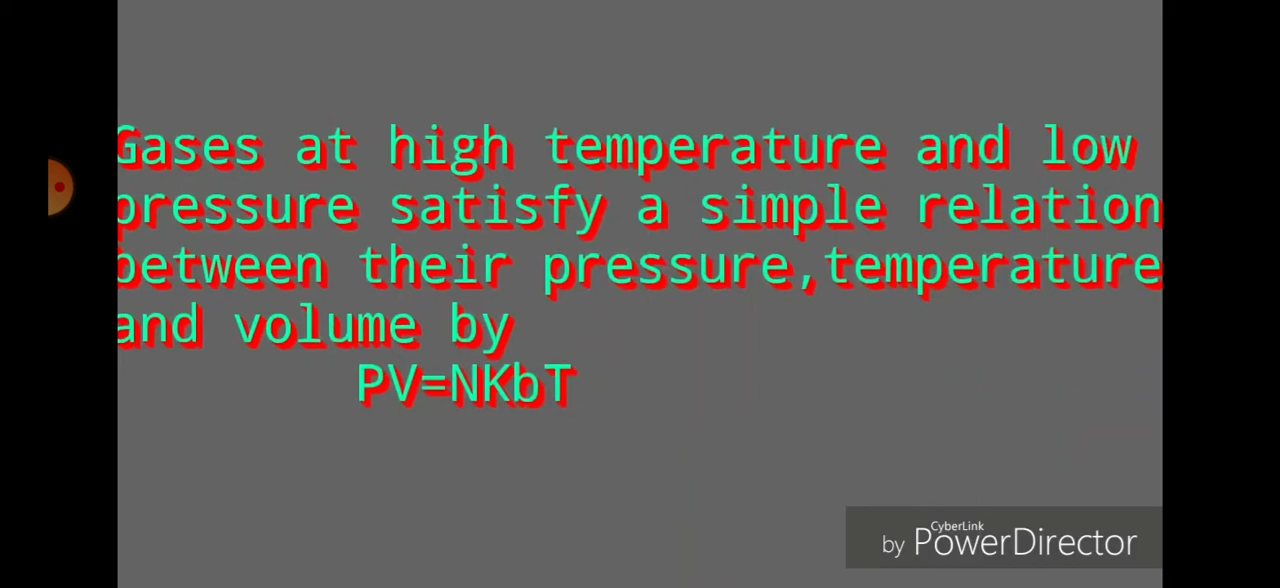 Gases at high temperature and low
pressure satisfy a simple relation
between their pressure,temperature
and volume by
PV=NKbT
CyberLink
by PowerDirector